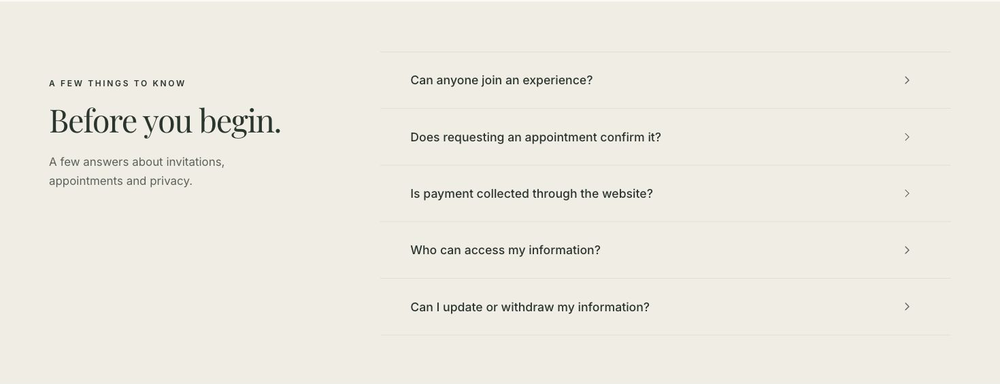 A FEW THINGS TO KNOW
Before you begin.
A few answers about invitations,
appointments and privacy.
Can anyone join an experience?
Does requesting an appointment confirm it?
Is payment collected through the website?
Who can access my information?
Can I update or withdraw my information?